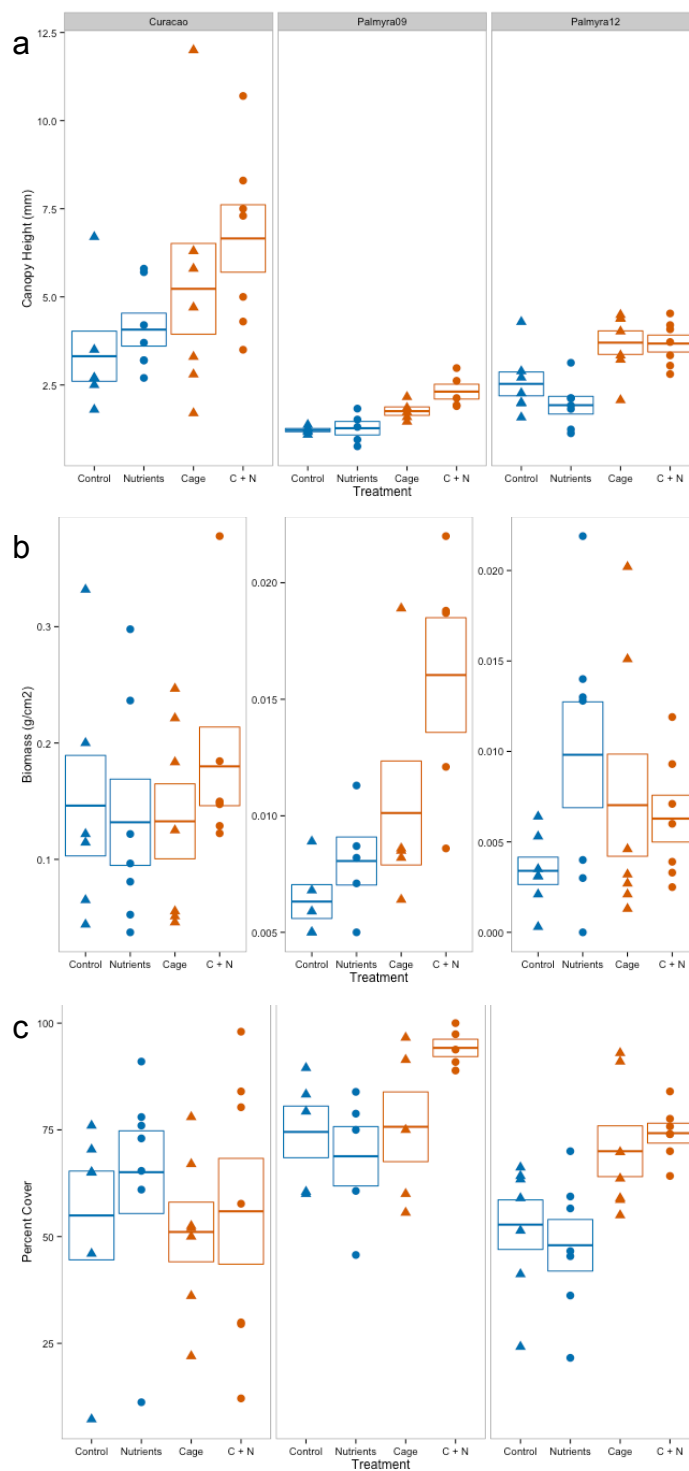 a
Curacao
Palmyra09
Palmyra12
12.5
10.0
7.5
5.0
2.5
Canopy Height (mm)
Control Nutrients Cage C + N
Control Nutrients Cage C + N
Control Nutrients Cage C + N
Treatment
b
0.3
0.2
0.1
Biomass (g/cm2)
0.020
0.015
0.010
0.005
0.020
0.015
0.010
0.005
0.000
Control Nutrients Cage C + N
Control Nutrients Cage C + N
Control Nutrients Cage C + N
Treatment
c
100
75
50
25
Percent Cover
Control Nutrients Cage C + N
Control Nutrients Cage C + N
Control Nutrients Cage C + N
Treatment